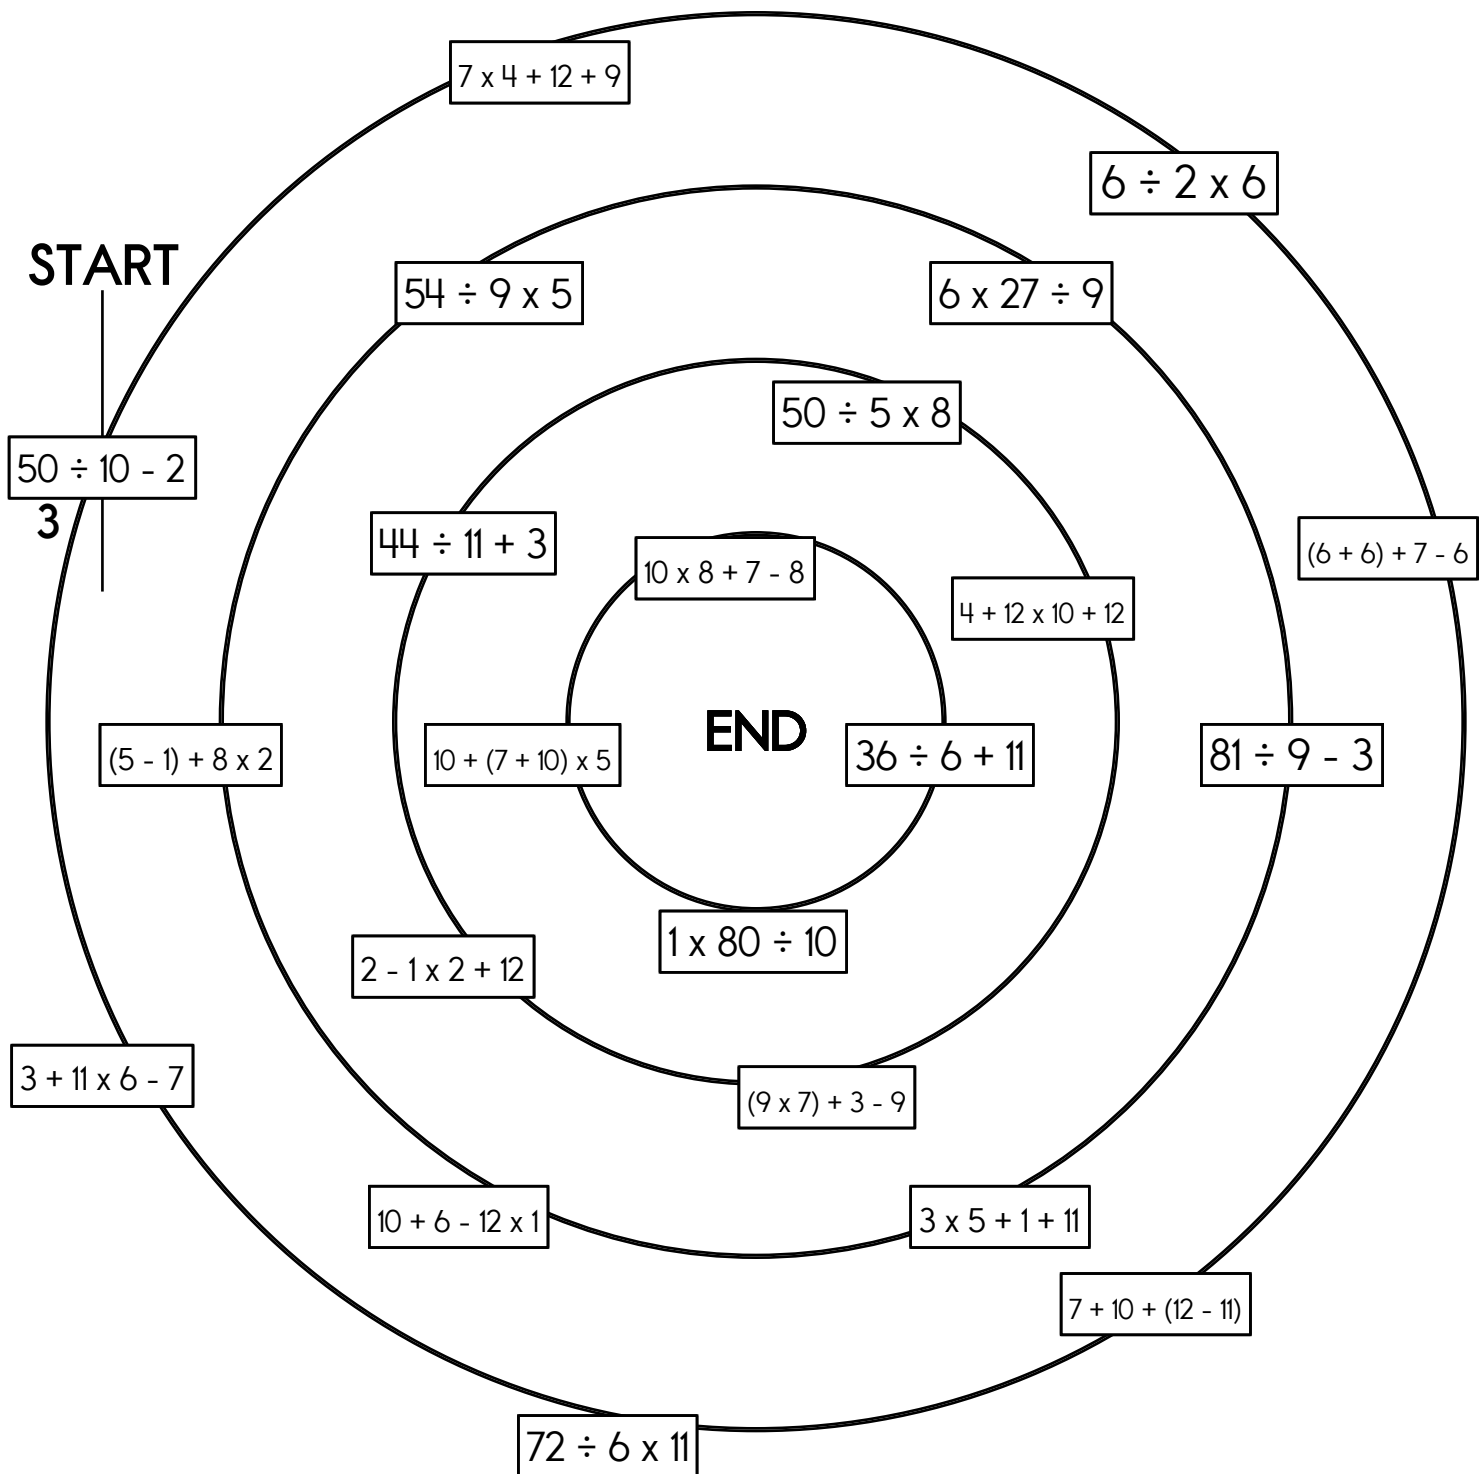 7 x 4 + 12 + 9
6 ÷ 2 x 6
START
54 ÷ 9 x 5
6 x 27 ÷ 9
50 ÷ 5 x 8
50 ÷ 10 - 2
3
44 ÷ 11 + 3
(6 + 6) + 7 - 6
10 x 8 + 7 - 8
4 + 12 x 10 + 12
(5 - 1) + 8 x 2
10 + (7 + 10) x 5
END
36 ÷ 6 + 11
81 ÷ 9 - 3
1 x 80 ÷ 10
2 - 1 x 2 + 12
3 + 11 x 6 - 7
(9 x 7) + 3 - 9
10 + 6 - 12 x 1
3 x 5 + 1 + 11
7 + 10 + (12 - 11)
72 ÷ 6 x 11